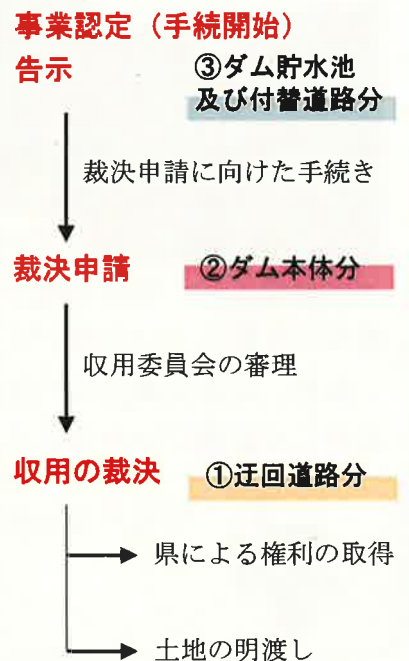 事業認定（手続開始）
告示
③ダム貯水池
及び付替道路分
裁決申請に向けた手続き
裁決申請
②ダム本体分
収用委員会の審理
収用の裁決
①迂回道路分
県による権利の取得
土地の明渡し